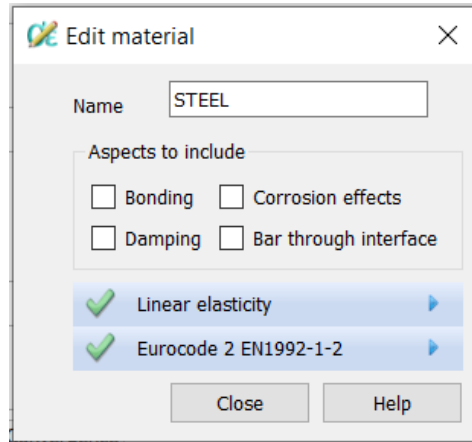 Edit material
Name STEEL
Aspects to include
Bonding Corrosion effects
Damping Bar through interface
Linear elasticity
Eurocode 2 EN1992-1-2
Close Help